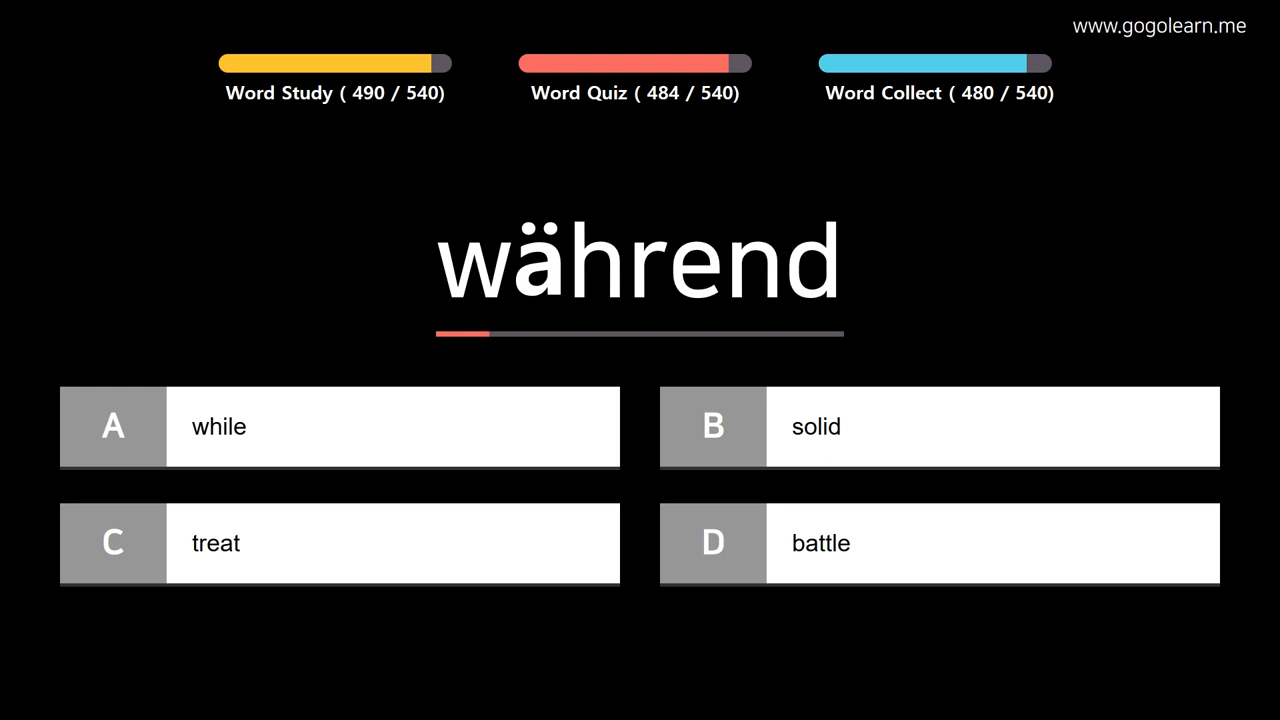 www.gogolearn.me
Word Study ( 490 / 540)
Word Quiz ( 484 / 540)
Word Collect ( 480 / 540)
während
A while
B solid
C treat
D battle